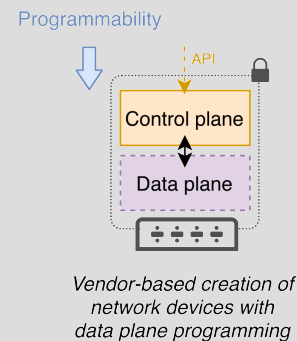 Programmability
API
Control plane
Data plane
Vendor-based creation of
network devices with
data plane programming